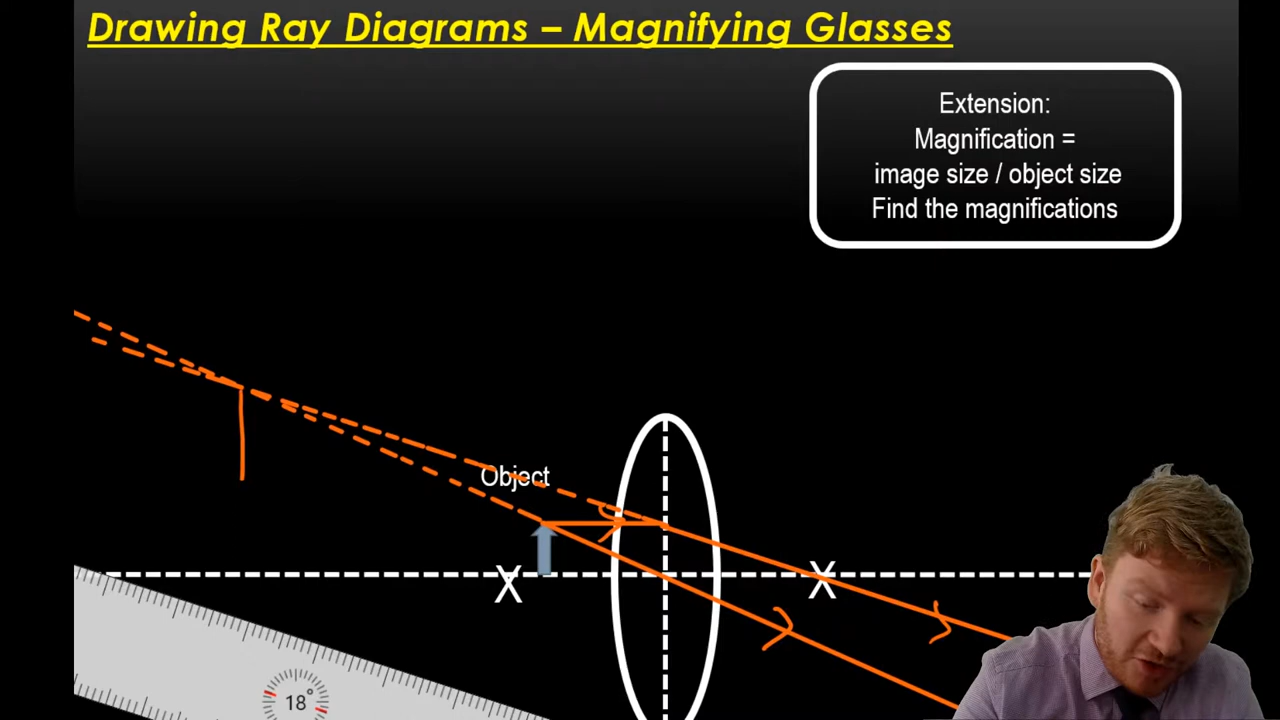 Drawing Ray Diagrams – Magnifying Glasses
Extension:
Magnification =
image size / object size
Find the magnifications
Object
X
X
18°